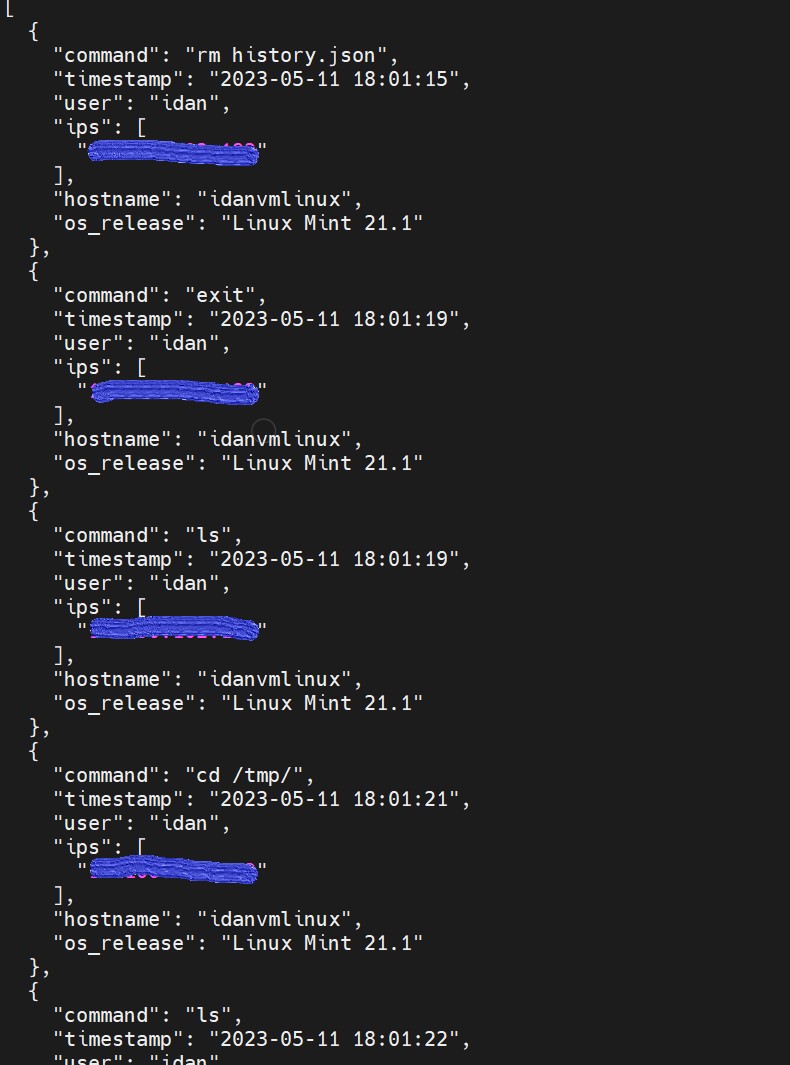 [
{
"command": "rm history.json",
"timestamp": "2023-05-11 18:01:15",
"user": "idan",
"ips": [
" "
],
"hostname": "idanvmlinux",
"os_release": "Linux Mint 21.1"
},
{
"command": "exit",
"timestamp": "2023-05-11 18:01:19",
"user": "idan",
"ips": [
" "
],
"hostname": "idanvmlinux",
"os_release": "Linux Mint 21.1"
},
{
"command": "ls",
"timestamp": "2023-05-11 18:01:19",
"user": "idan",
"ips": [
" "
],
"hostname": "idanvmlinux",
"os_release": "Linux Mint 21.1"
},
{
"command": "cd /tmp/",
"timestamp": "2023-05-11 18:01:21",
"user": "idan",
"ips": [
" "
],
"hostname": "idanvmlinux",
"os_release": "Linux Mint 21.1"
},
{
"command": "ls",
"timestamp": "2023-05-11 18:01:22",
"user": "idan"